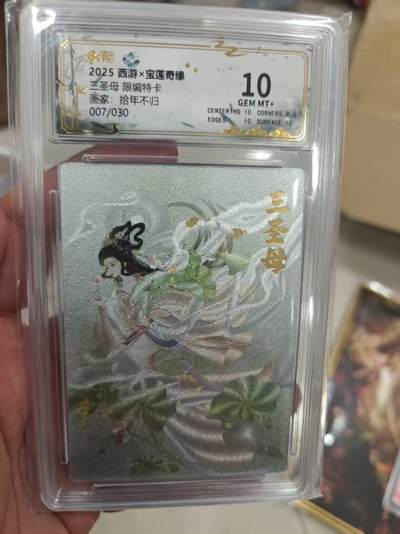 2025 西游×宝莲奇缘
三圣母 限编特卡
画家：拾年不归
007/030
10
GEM MT+
CENTERING 10 CORNERS 9.5
EDGES 10 SURFACE 10
三圣母